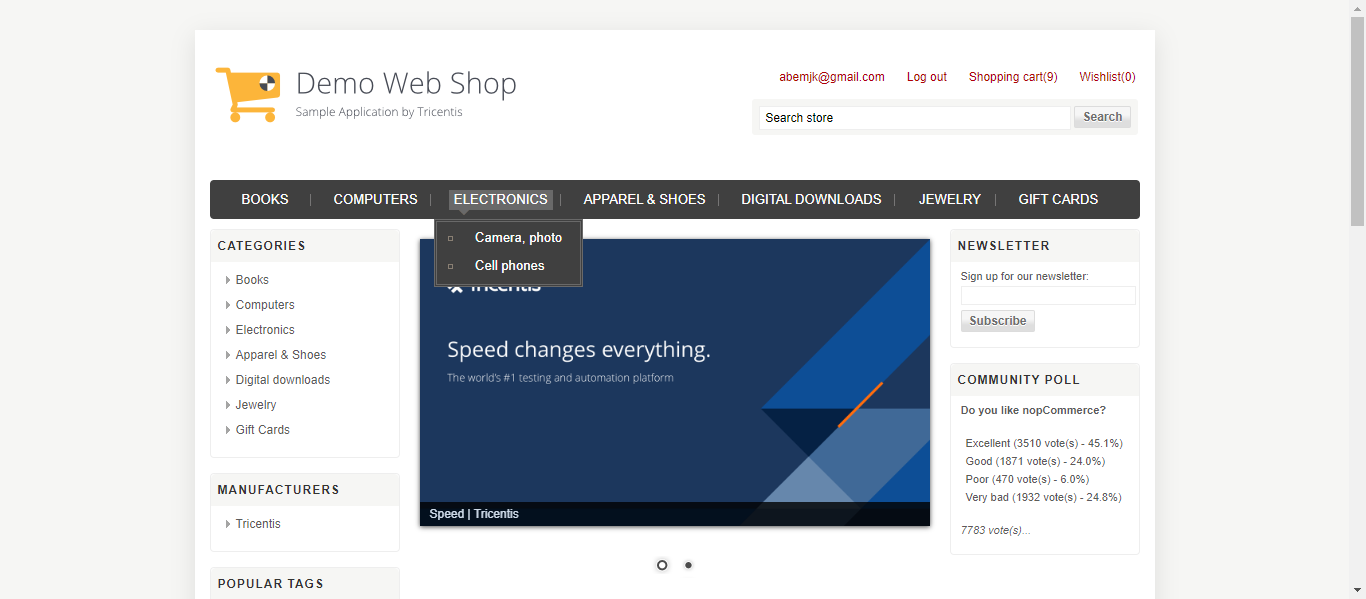 Demo Web Shop
Sample Application by Tricentis
abemjk@gmail.com Log out Shopping cart(9) Wishlist(0)
Search store Search
BOOKS COMPUTERS ELECTRONICS APPAREL & SHOES DIGITAL DOWNLOADS JEWELRY GIFT CARDS
Camera, photo
Cell phones
CATEGORIES
Books
Computers
Electronics
Apparel & Shoes
Digital downloads
Jewelry
Gift Cards
MANUFACTURERS
Tricentis
POPULAR TAGS
Tricentis
Speed changes everything.
The world's #1 testing and automation platform
Speed | Tricentis
NEWSLETTER
Sign up for our newsletter:
Subscribe
COMMUNITY POLL
Do you like nopCommerce?
Excellent (3510 vote(s) - 45.1%)
Good (1871 vote(s) - 24.0%)
Poor (470 vote(s) - 6.0%)
Very bad (1932 vote(s) - 24.8%)
7783 vote(s)...